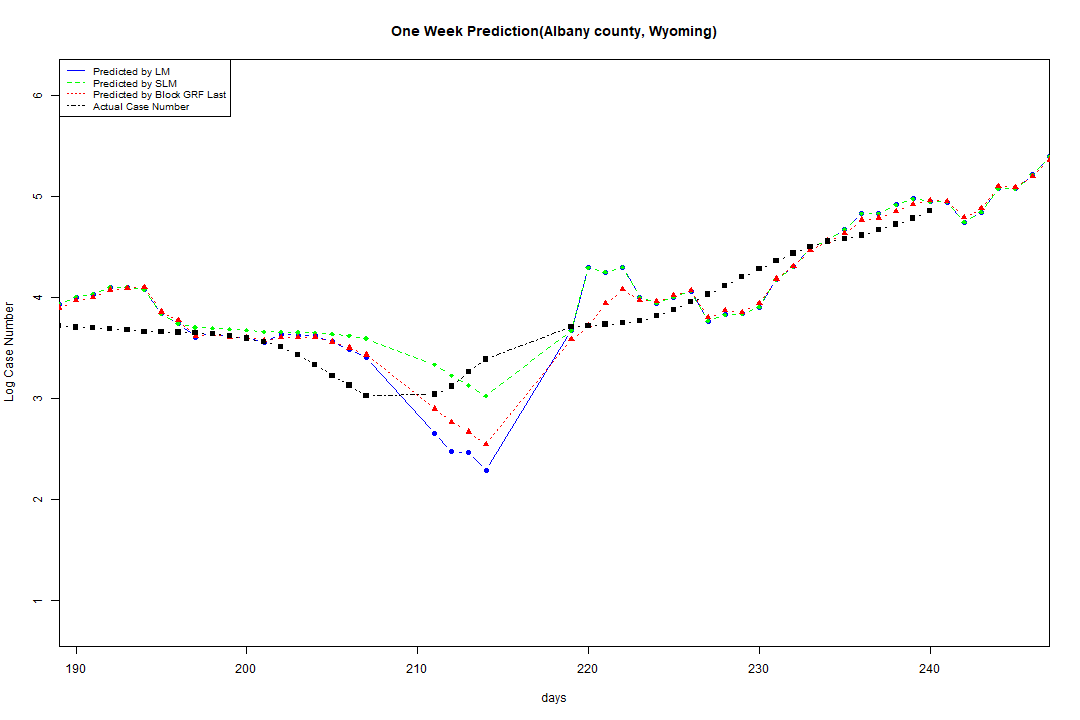 One Week Prediction(Albany county, Wyoming)
Predicted by LM
Predicted by SLM
Predicted by Block GRF Last
Actual Case Number
Log Case Number
6
5
4
3
2
1
190 200 210 220 230 240
days